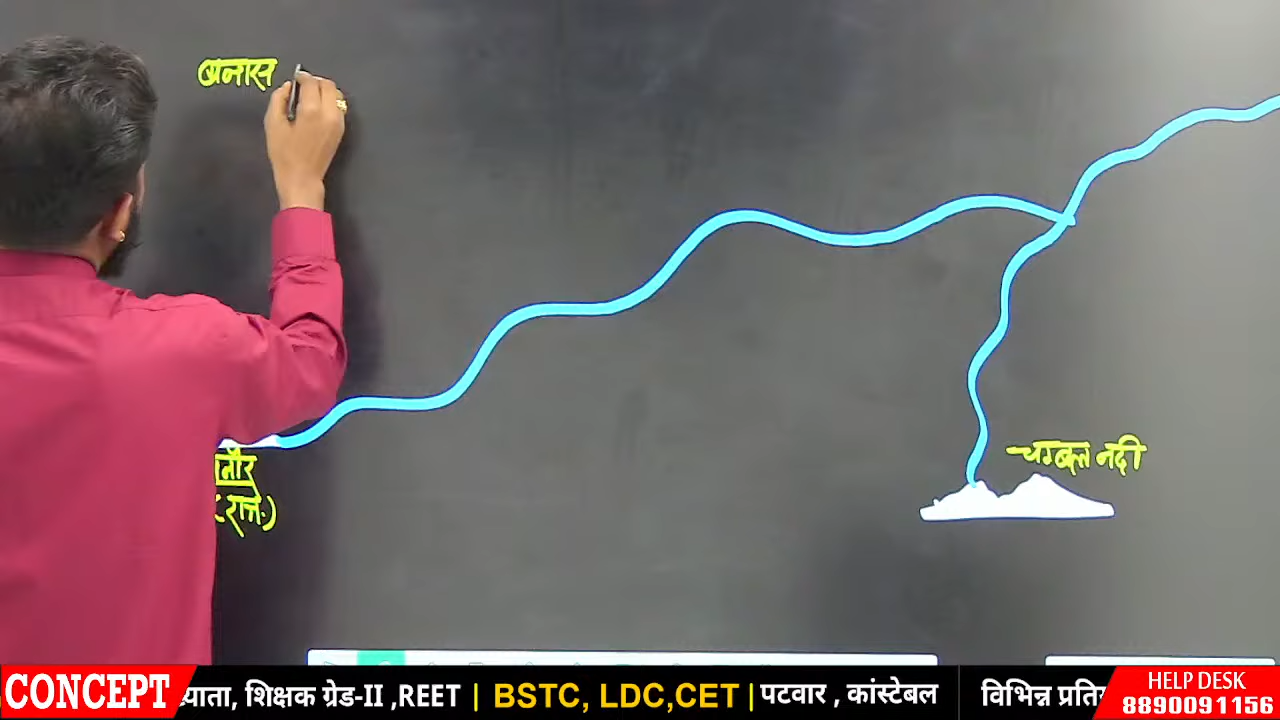 बनास
चम्बल नदी
CONCEPT
याता, शिक्षक ग्रेड-II ,REET | BSTC, LDC,CET | पटवार , कांस्टेबल
विभिन्न प्रति
HELP DESK
8890091156